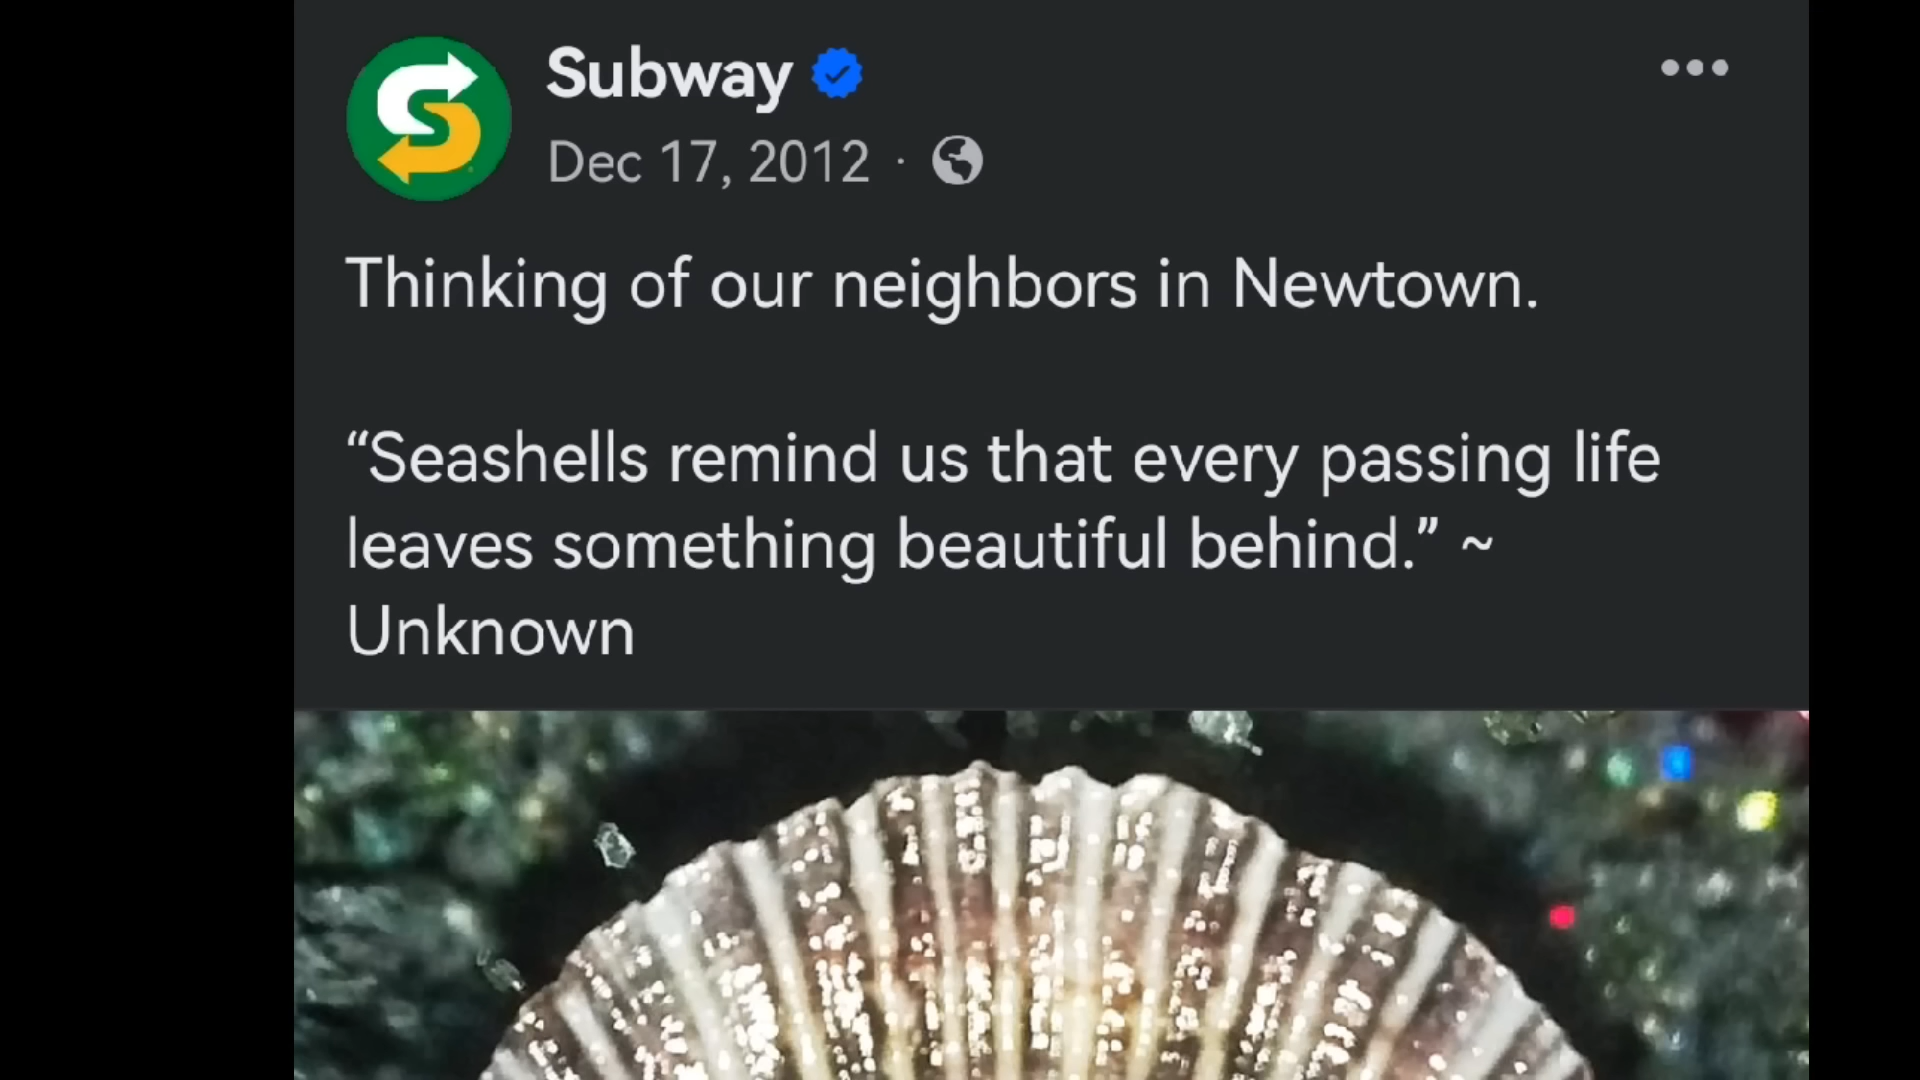 Subway
Dec 17, 2012 ·
Thinking of our neighbors in Newtown.
“Seashells remind us that every passing life
leaves something beautiful behind.” ~
Unknown